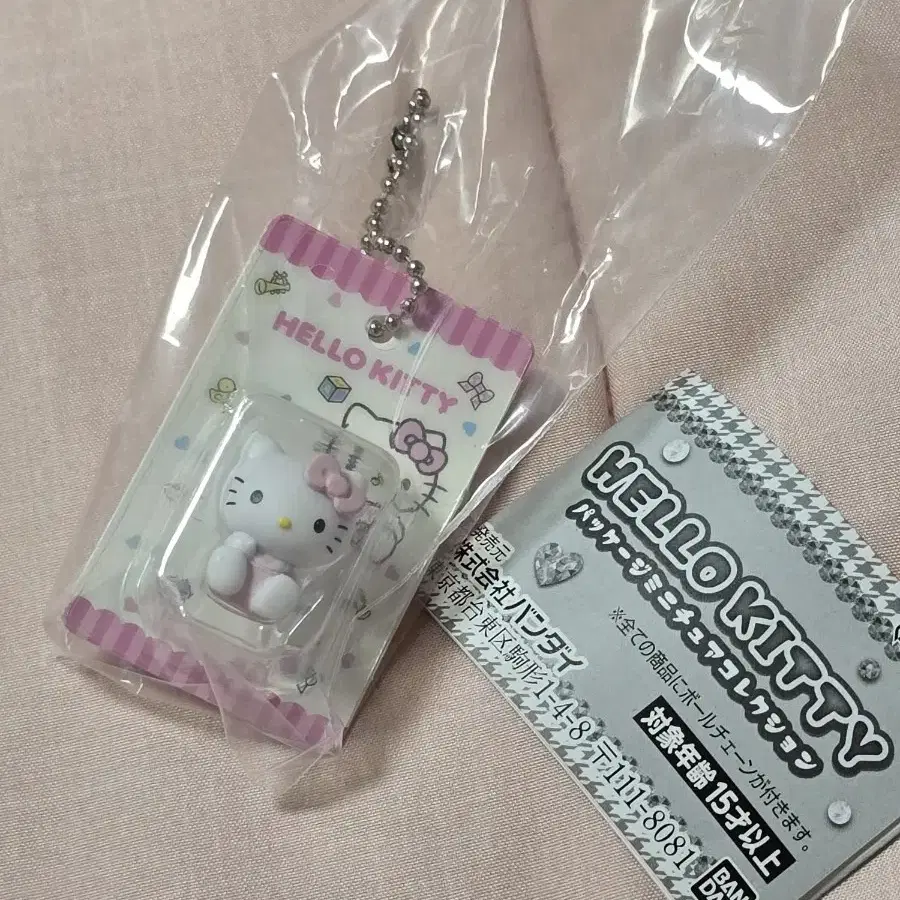 HELLO KITTY
HELLO KITTY
パッケージミニチュアコレクション
※全ての商品にボールチェーンが付きます。
対象年齢15才以上
発売元
株式会社バンダイ
東京都台東区駒形1-4-8 〒111-8081
BAN
DA